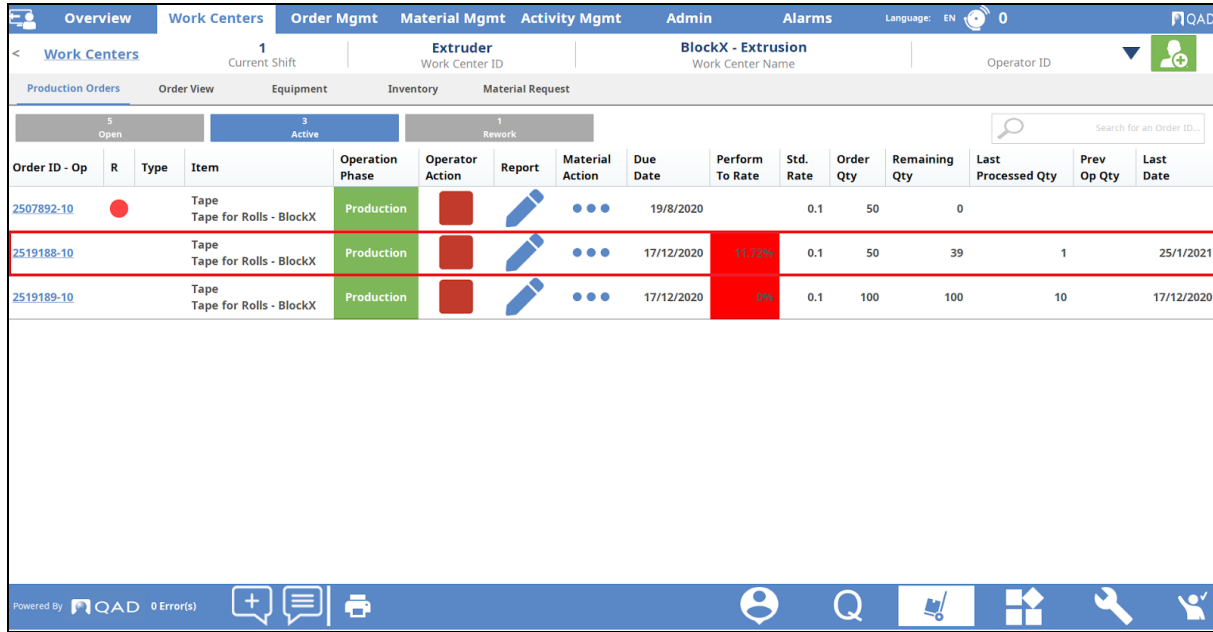 Overview Work Centers Order Mgmt Material Mgmt Activity Mgmt Admin Alarms Language: EN 0 QAD
< Work Centers 1 Extruder BlockX - Extrusion
Current Shift Work Center ID Work Center Name Operator ID
Production Orders Order View Equipment Inventory Material Request
5 3 1
Open Active Rework Search for an Order ID...
Order ID - Op R Type Item Operation Phase Operator Action Report Material Action Due Date Perform To Rate Std. Rate Order Qty Remaining Qty Last Processed Qty Prev Op Qty Last Date
2507892-10 Tape Production 19/8/2020 0.1 50 0
Tape for Rolls - BlockX
2519188-10 Tape Production 17/12/2020 11.72% 0.1 50 39 1 25/1/2021
Tape for Rolls - BlockX
2519189-10 Tape Production 17/12/2020 0% 0.1 100 100 10 17/12/2020
Tape for Rolls - BlockX
Powered By QAD 0 Error(s) Q